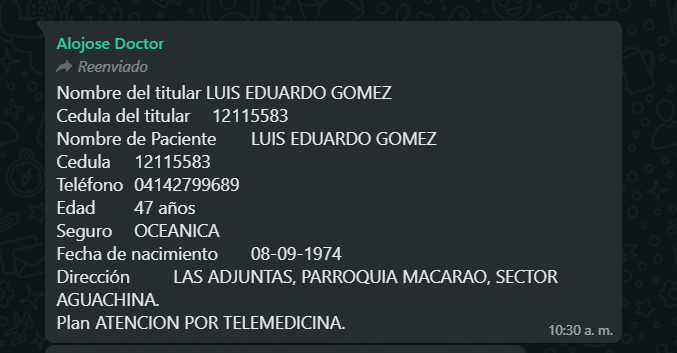 Alojose Doctor
Reenviado
Nombre del titular LUIS EDUARDO GOMEZ
Cedula del titular 12115583
Nombre de Paciente LUIS EDUARDO GOMEZ
Cedula 12115583
Teléfono 04142799689
Edad 47 años
Seguro OCEANICA
Fecha de nacimiento 08-09-1974
Dirección LAS ADJUNTAS, PARROQUIA MACARAO, SECTOR
AGUACHINA.
Plan ATENCION POR TELEMEDICINA.
10:30 a. m.